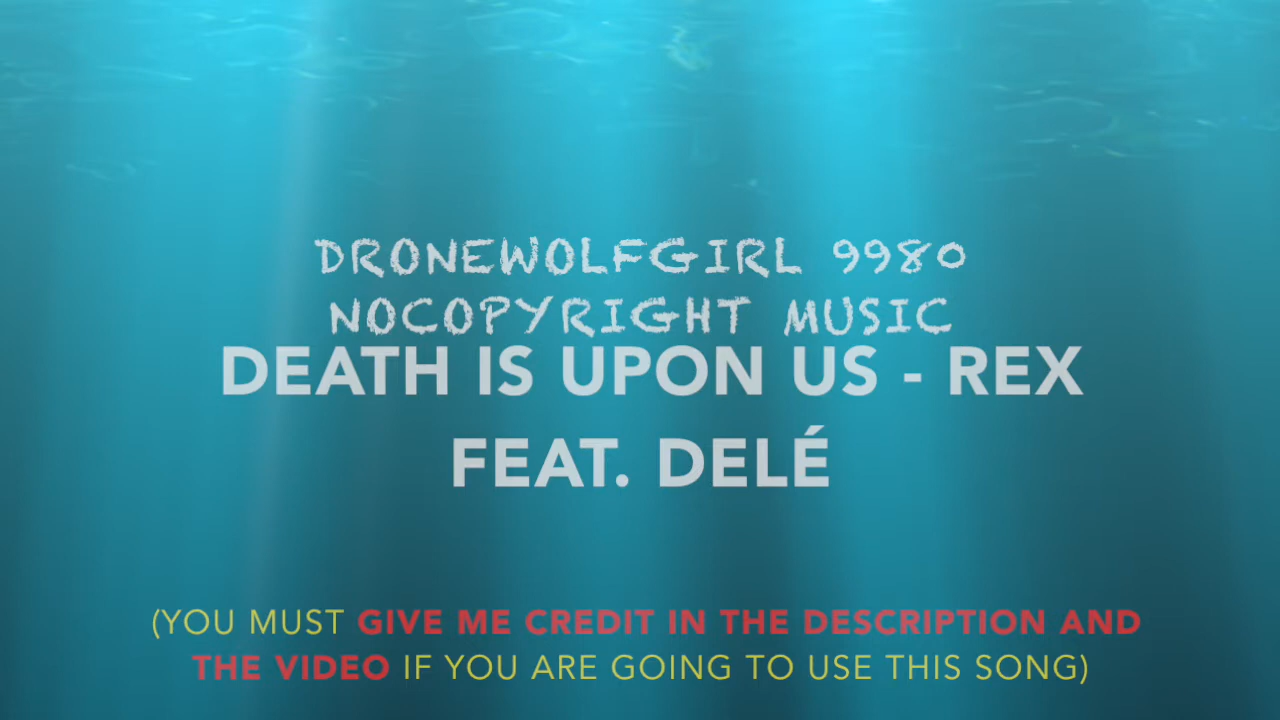 DRONEWOLFGIRL 9980
NOCOPYRIGHT MUSIC
DEATH IS UPON US - REX
FEAT. DELÉ
(YOU MUST GIVE ME CREDIT IN THE DESCRIPTION AND
THE VIDEO IF YOU ARE GOING TO USE THIS SONG)